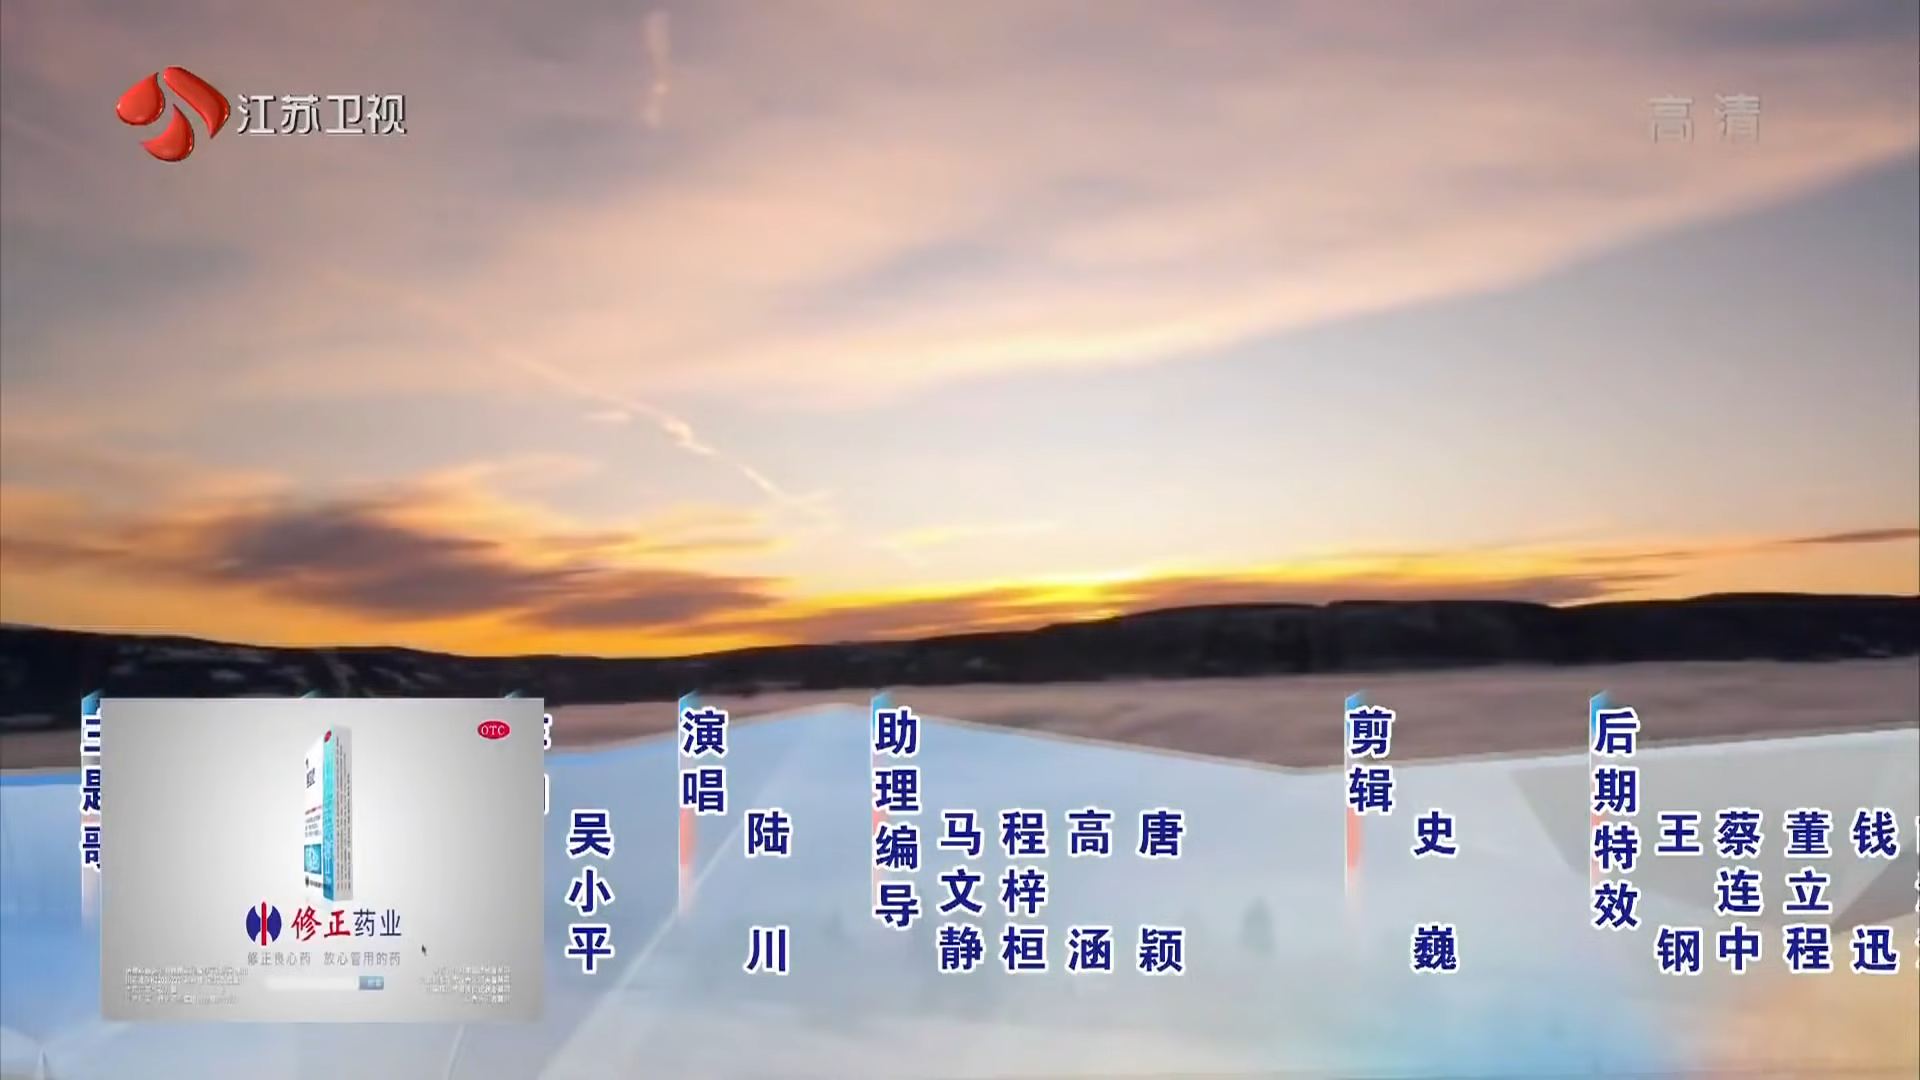 江苏卫视
高清
吴小平
演唱
陆川
助理编导
马文静
程梓桓
高涵
唐颖
剪辑
史巍
后期特效
王钢
蔡连中
董立程
钱迅
OTC
修正药业
修正良心药 放心管用的药